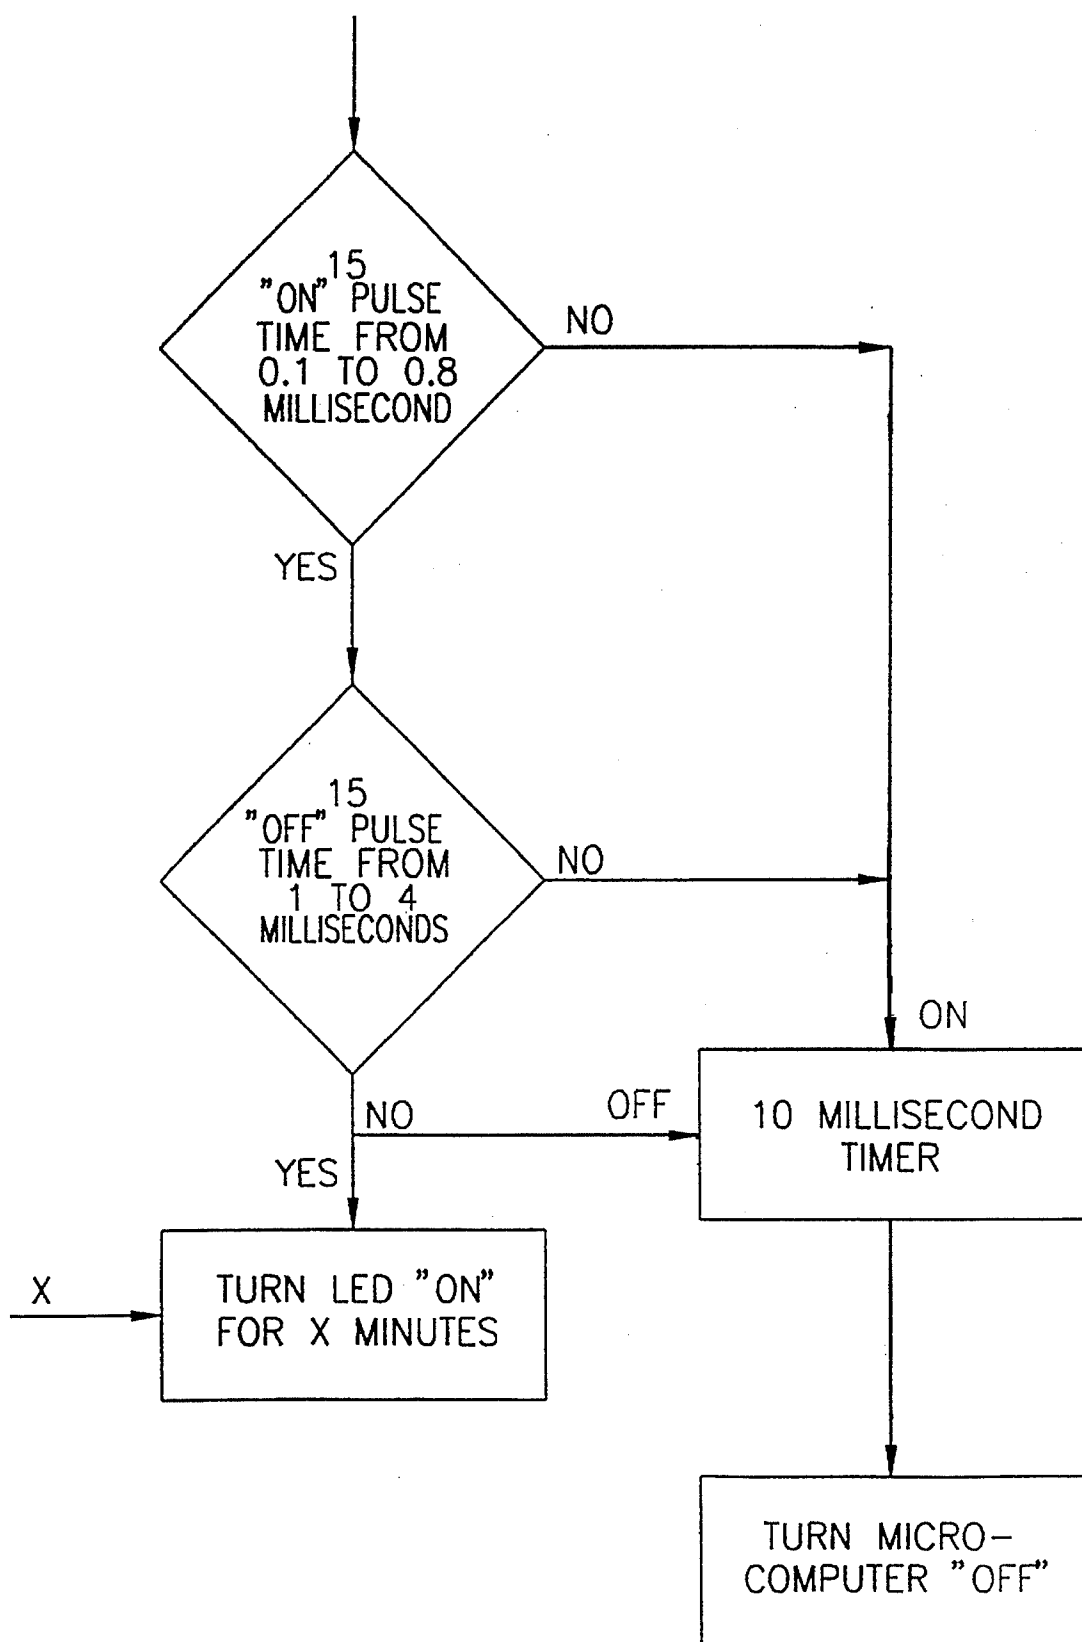 15
"ON" PULSE
TIME FROM
0.1 TO 0.8
MILLISECOND
NO
YES
15
"OFF" PULSE
TIME FROM
1 TO 4
MILLISECONDS
NO
ON
NO
OFF
10 MILLISECOND
TIMER
YES
X
TURN LED "ON"
FOR X MINUTES
TURN MICRO-
COMPUTER "OFF"